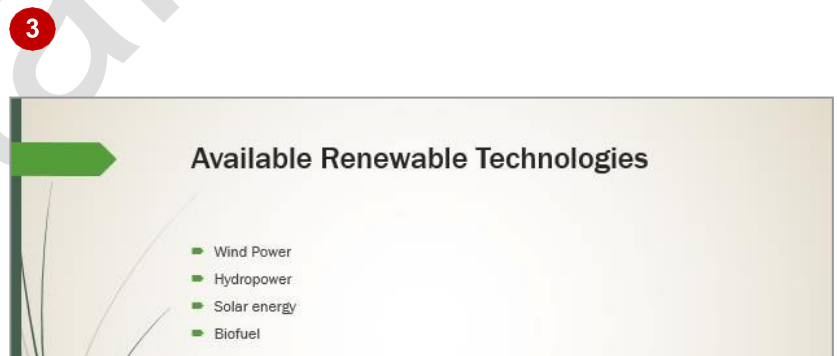 3
Available Renewable Technologies
Wind Power
Hydropower
Solar energy
Biofuel